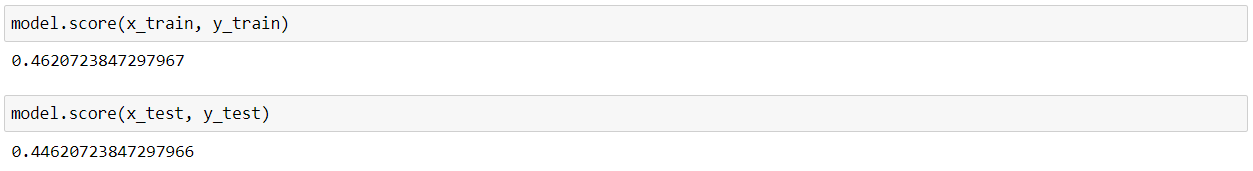 model.score(x_train, y_train)
0.4620723847297967
model.score(x_test, y_test)
0.44620723847297966